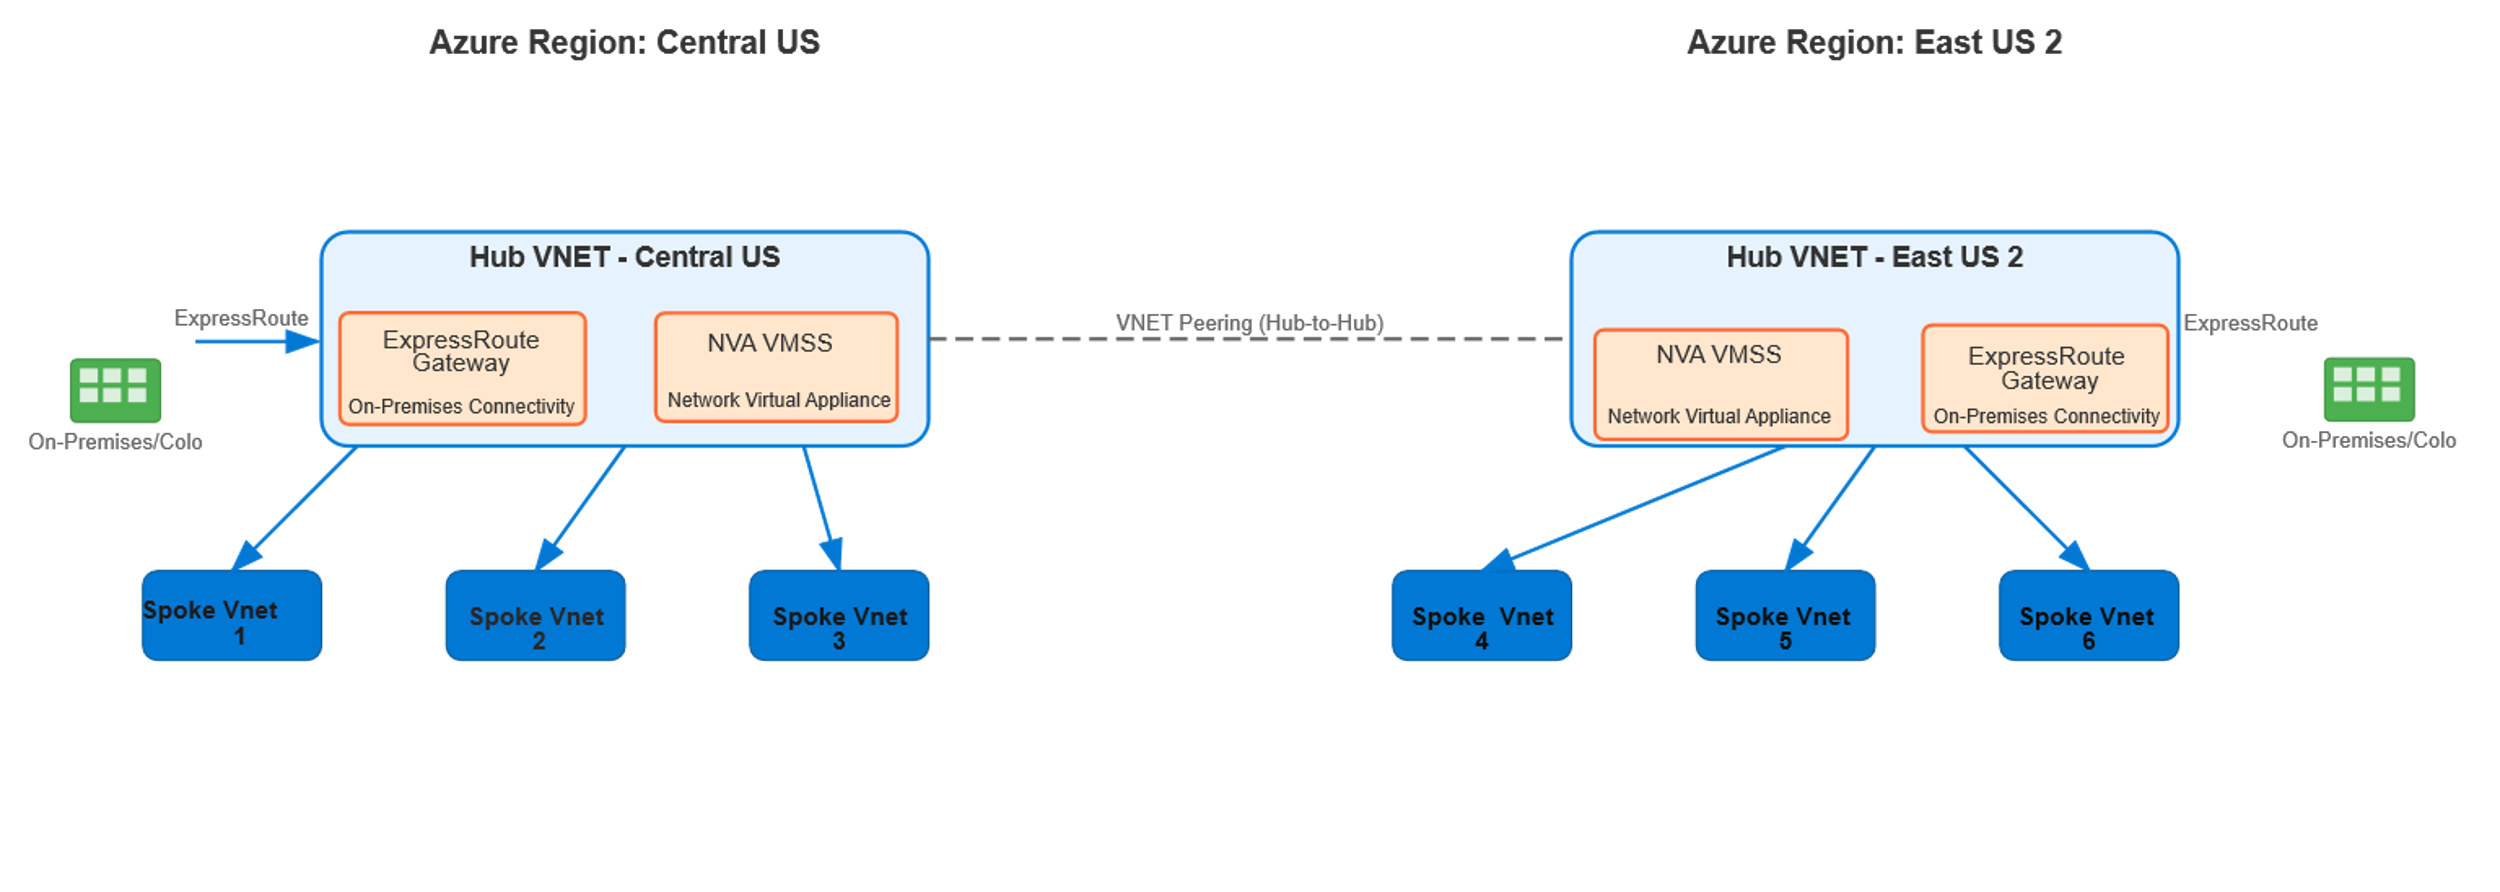 Azure Region: Central US
Azure Region: East US 2
Hub VNET - Central US
ExpressRoute
ExpressRoute
Gateway
On-Premises Connectivity
NVA VMSS
Network Virtual Appliance
On-Premises/Colo
VNET Peering (Hub-to-Hub)
Hub VNET - East US 2
NVA VMSS
Network Virtual Appliance
ExpressRoute
Gateway
On-Premises Connectivity
ExpressRoute
On-Premises/Colo
Spoke Vnet
1
Spoke Vnet
2
Spoke Vnet
3
Spoke  Vnet
4
Spoke Vnet
5
Spoke Vnet
6